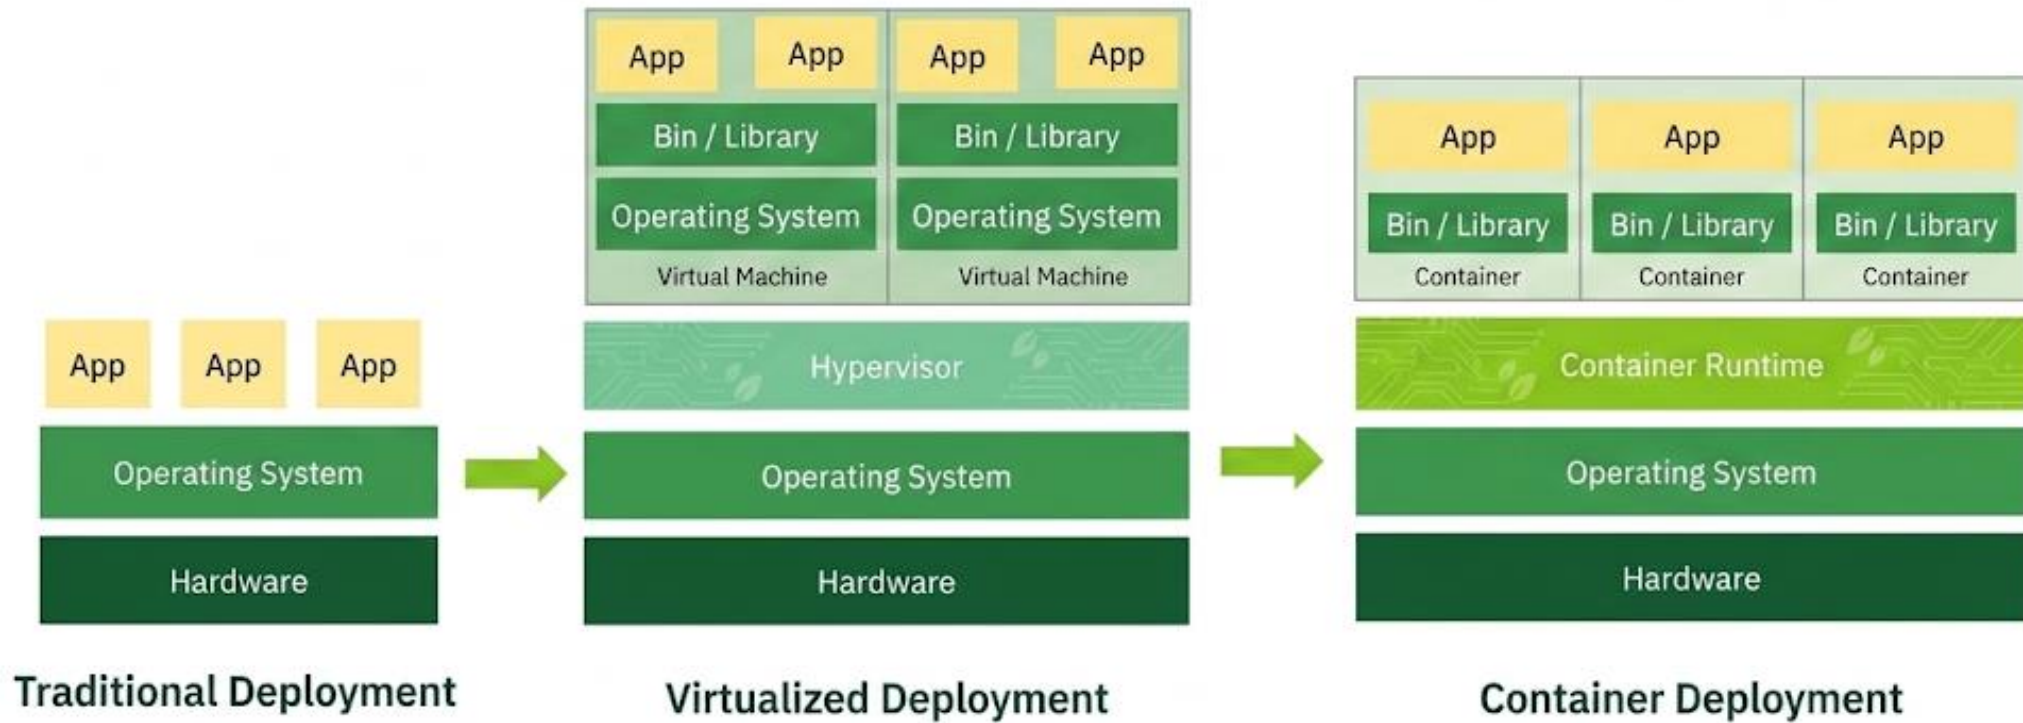 App
App
App
Operating System
Hardware
Traditional Deployment
App
App
App
App
Bin / Library
Bin / Library
Operating System
Operating System
Virtual Machine
Virtual Machine
Hypervisor
Operating System
Hardware
Virtualized Deployment
App
App
App
Bin / Library
Bin / Library
Bin / Library
Container
Container
Container
Container Runtime
Operating System
Hardware
Container Deployment